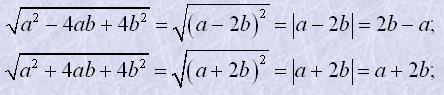 √(a² − 4ab + 4b²) = √((a − 2b)²) = |a − 2b| = 2b − a;
√(a² + 4ab + 4b²) = √((a + 2b)²) = |a + 2b| = a + 2b;